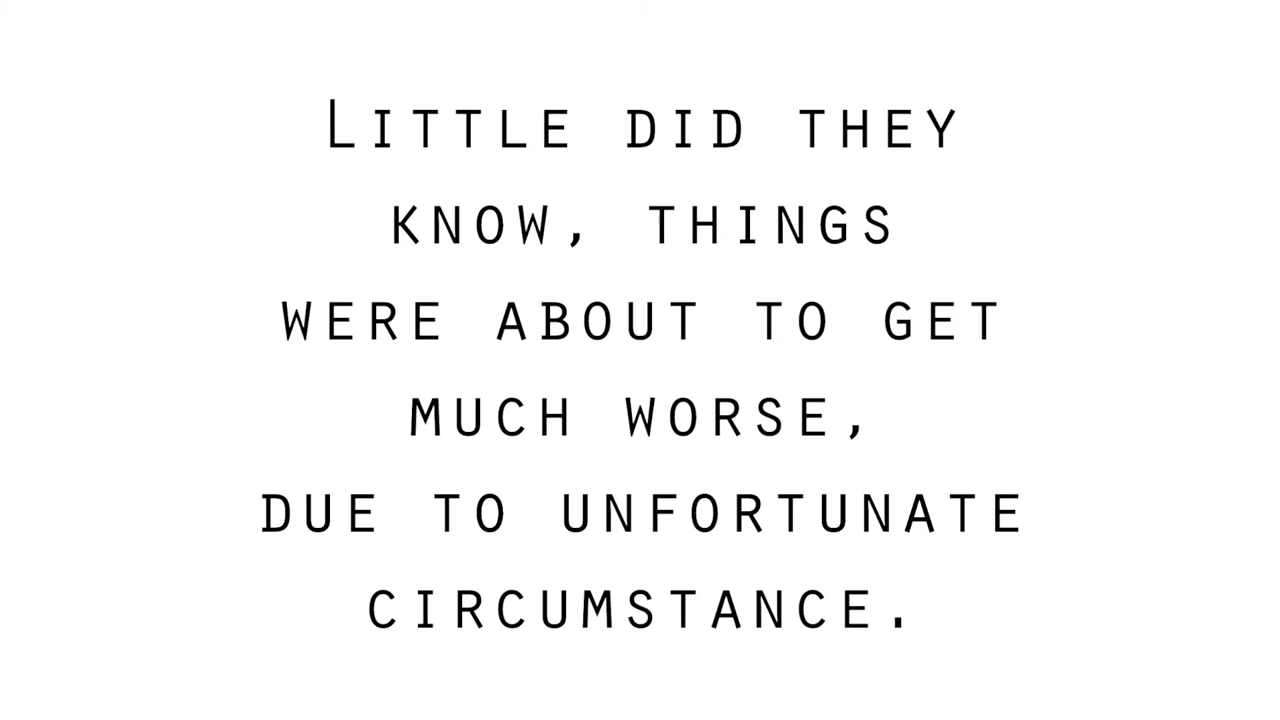 Little did they
know, things
were about to get
much worse,
due to unfortunate
circumstance.